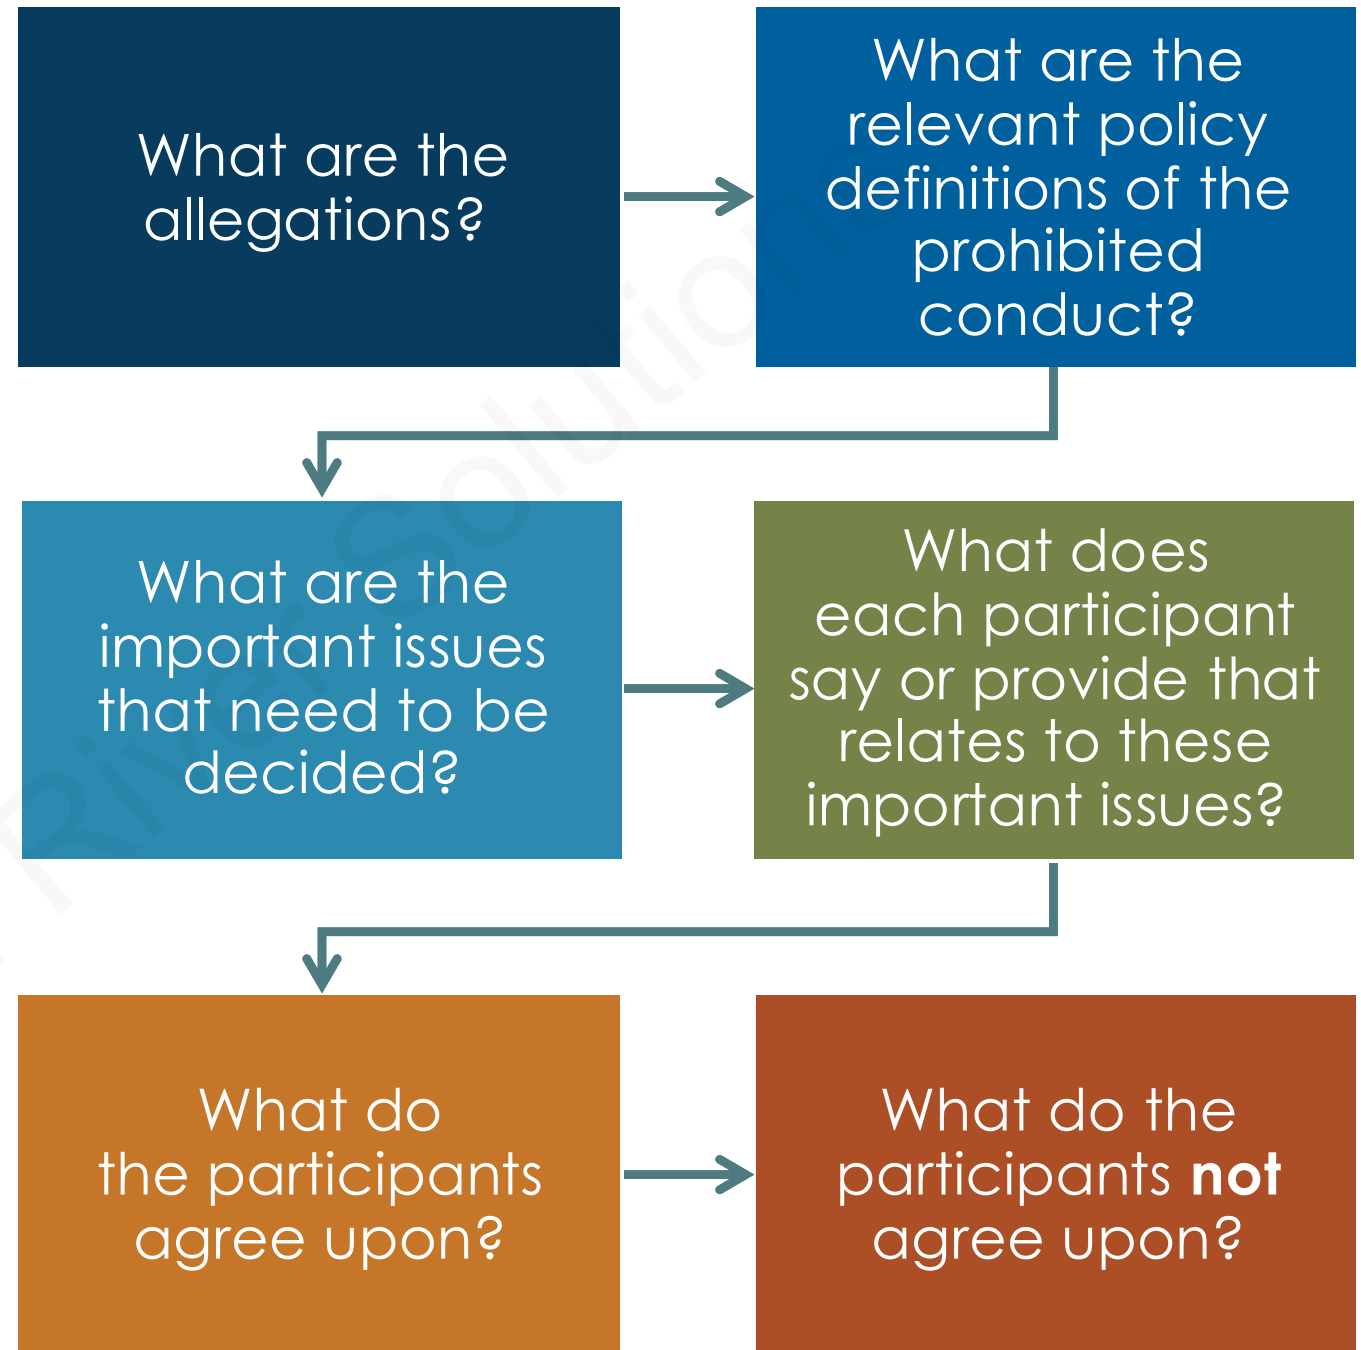 What are the
allegations?
What are the
relevant policy
definitions of the
prohibited
conduct?
What are the
important issues
that need to be
decided?
What does
each participant
say or provide that
relates to these
important issues?
What do
the participants
agree upon?
What do the
participants not
agree upon?
River Solutions